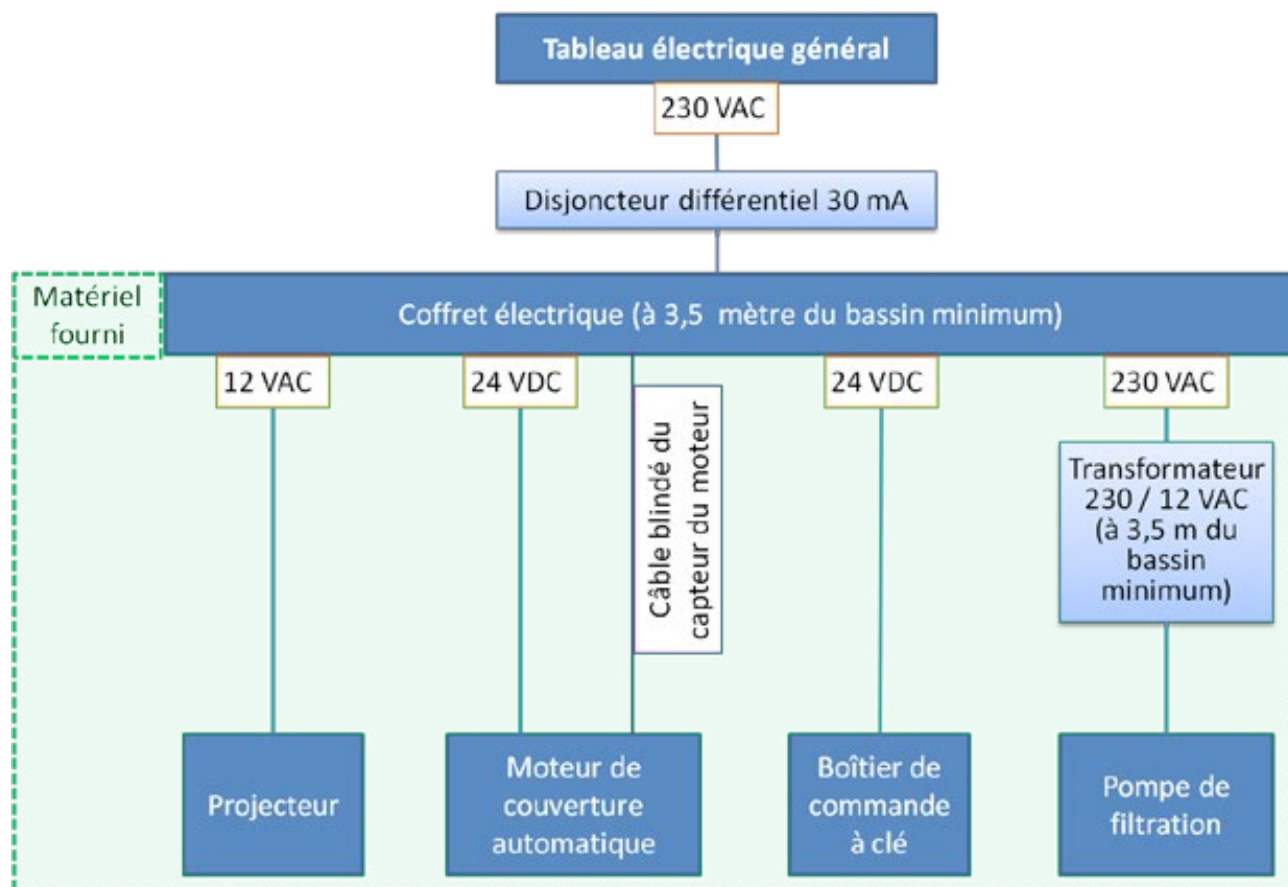 Tableau électrique général
230 VAC
Disjoncteur différentiel 30 mA
Matériel
fourni
Coffret électrique (à 3,5 mètre du bassin minimum)
12 VAC
24 VDC
Câble blindé du
capteur du moteur
24 VDC
230 VAC
Transformateur
230 / 12 VAC
(à 3,5 m du
bassin
minimum)
Projecteur
Moteur de
couverture
automatique
Boîtier de
commande
à clé
Pompe de
filtration